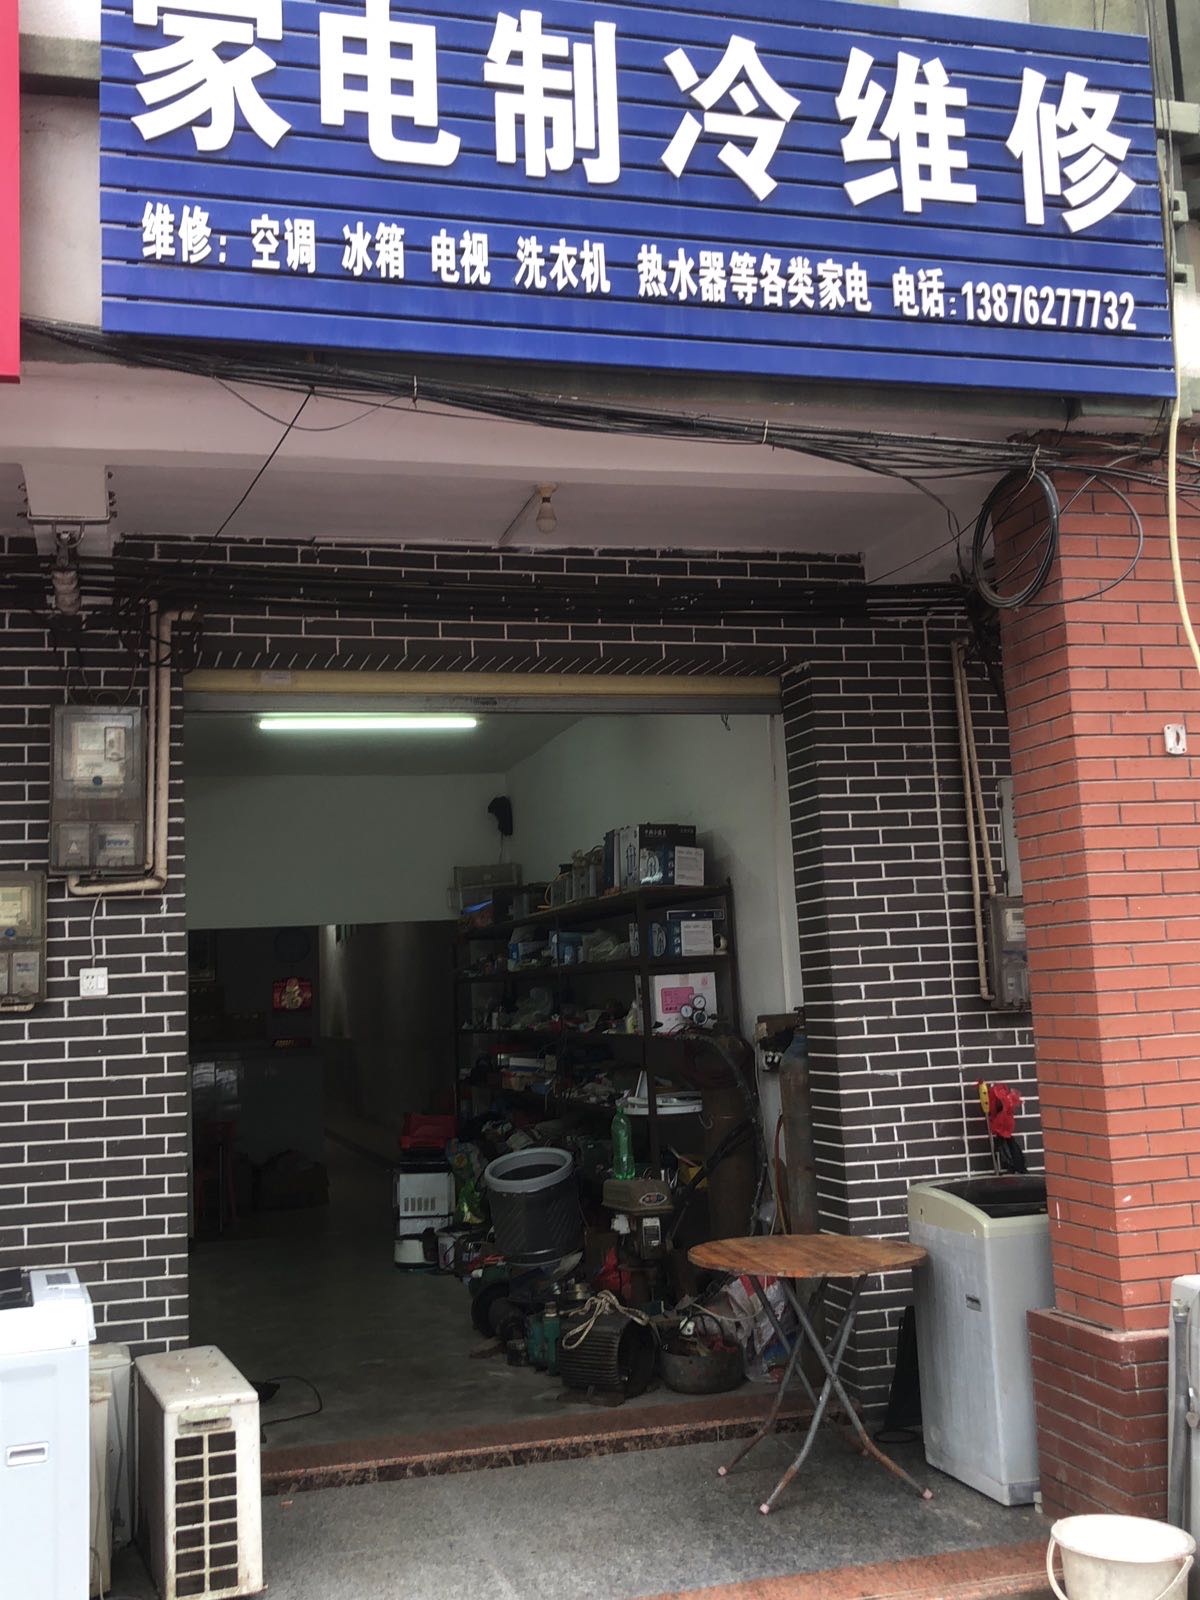 家电制冷维修
维修：空调 冰箱 电视 洗衣机 热水器等各类家电 电话：13876277732